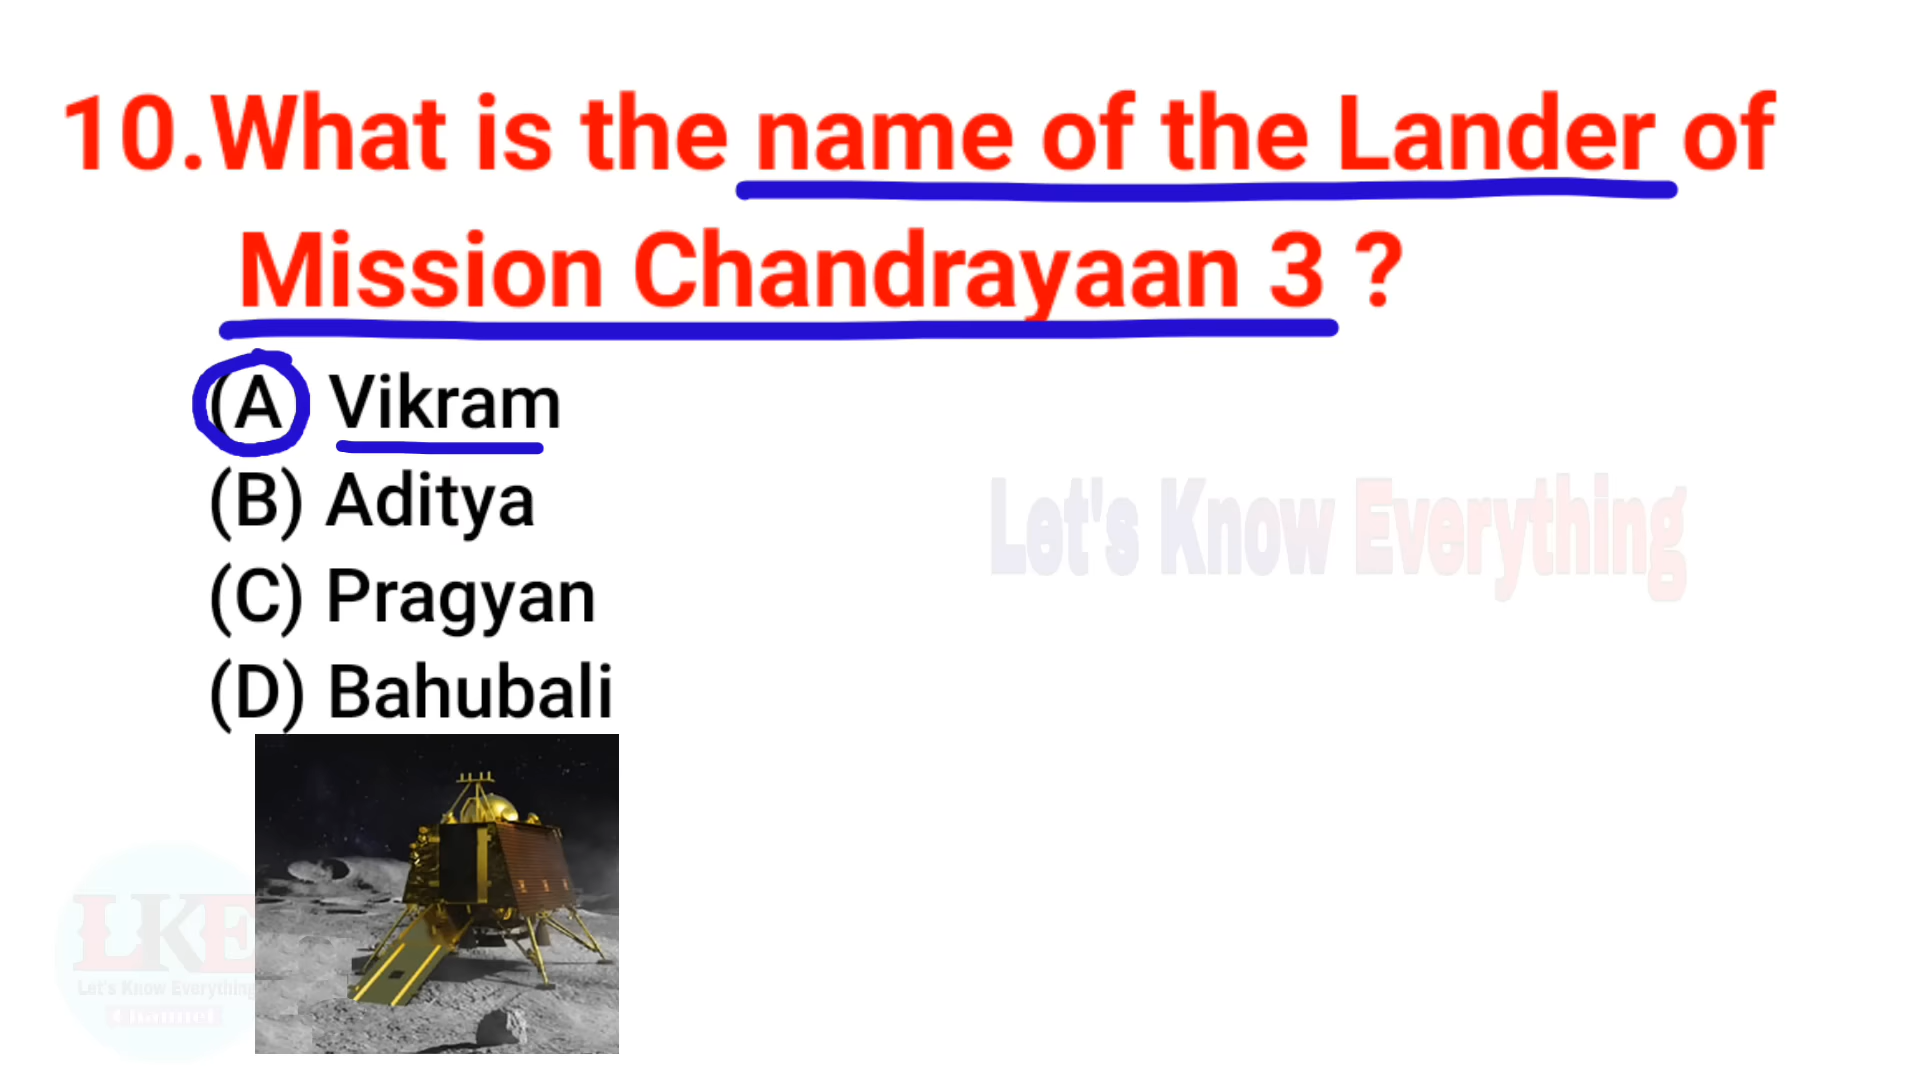 10.What is the name of the Lander of
Mission Chandrayaan 3 ?
(A) Vikram
(B) Aditya
Let's Know Everything
(C) Pragyan
(D) Bahubali
LKE
Let's Know Everything
Channel